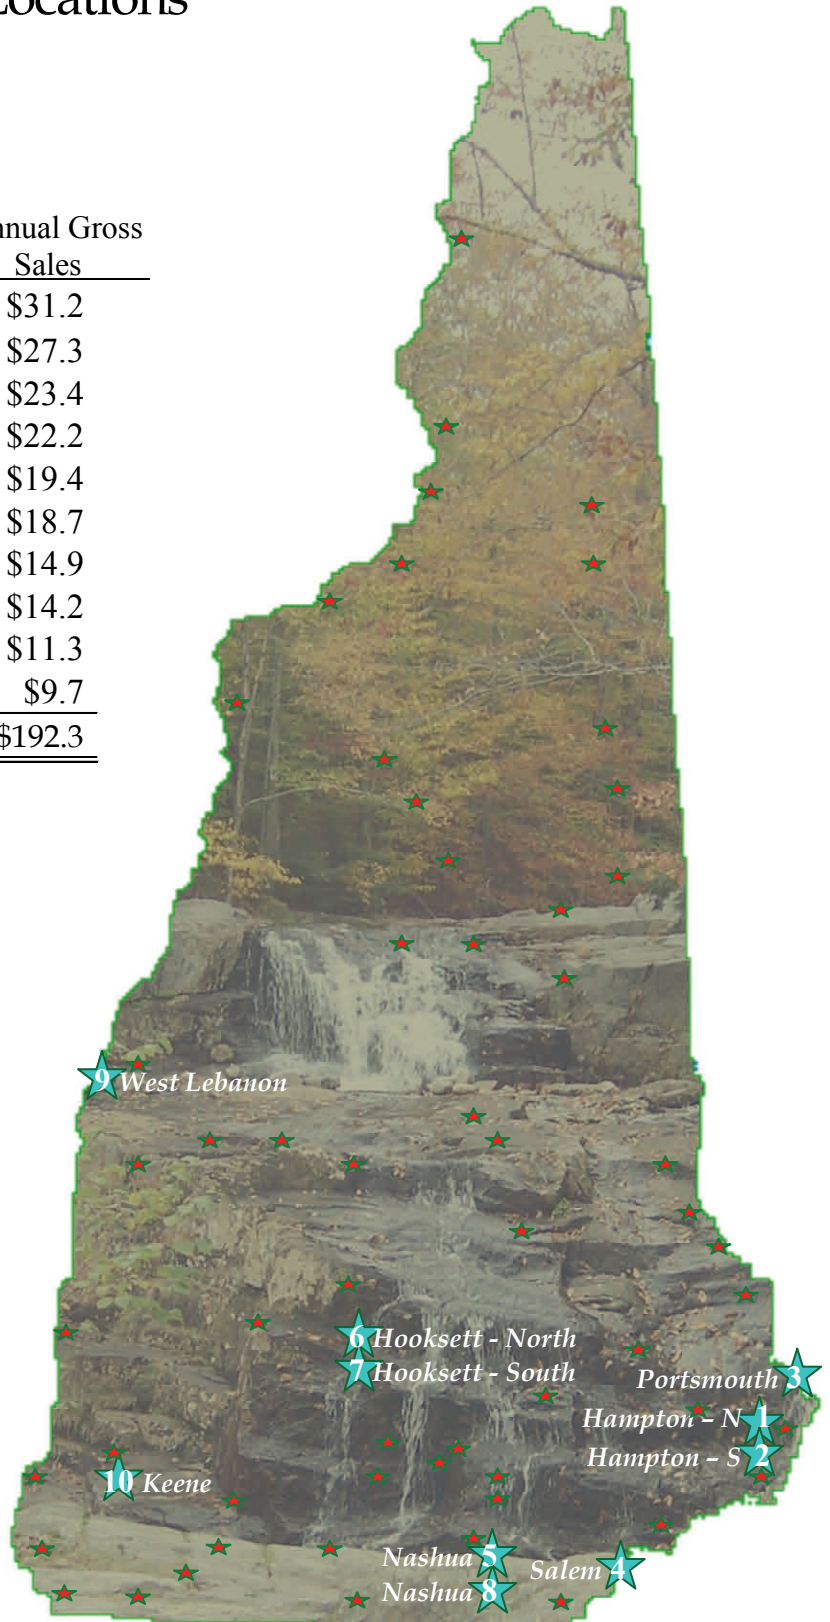 Locations
Annual Gross
Sales
$31.2
$27.3
$23.4
$22.2
$19.4
$18.7
$14.9
$14.2
$11.3
$9.7
$192.3
9 West Lebanon
6 Hooksett - North
7 Hooksett - South
Portsmouth 3
Hampton – N 1
Hampton – S 2
10 Keene
Nashua 5
Salem 4
Nashua 8